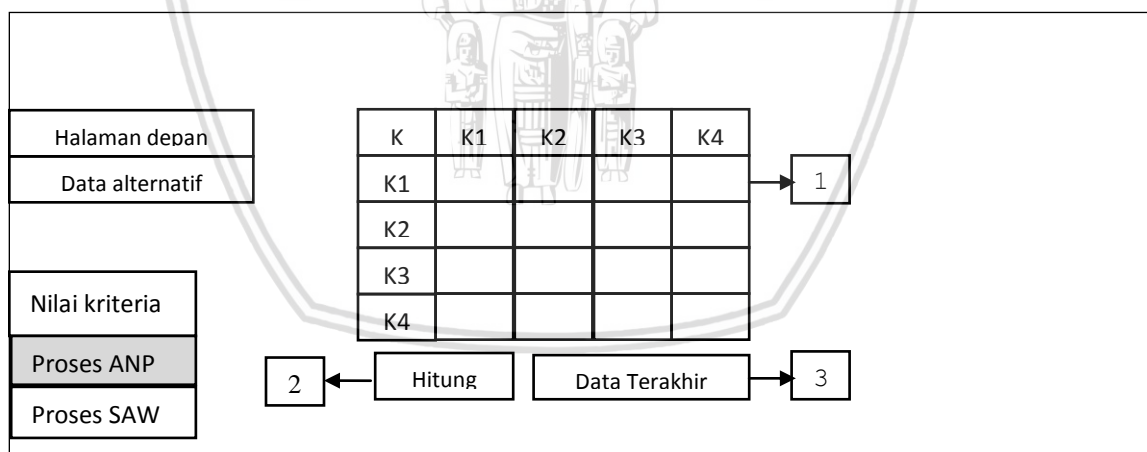 Halaman depan
Data alternatif
K K1 K2 K3 K4
K1
K2
K3
K4
1
Nilai kriteria
Proses ANP
Proses SAW
2
Hitung
Data Terakhir
3